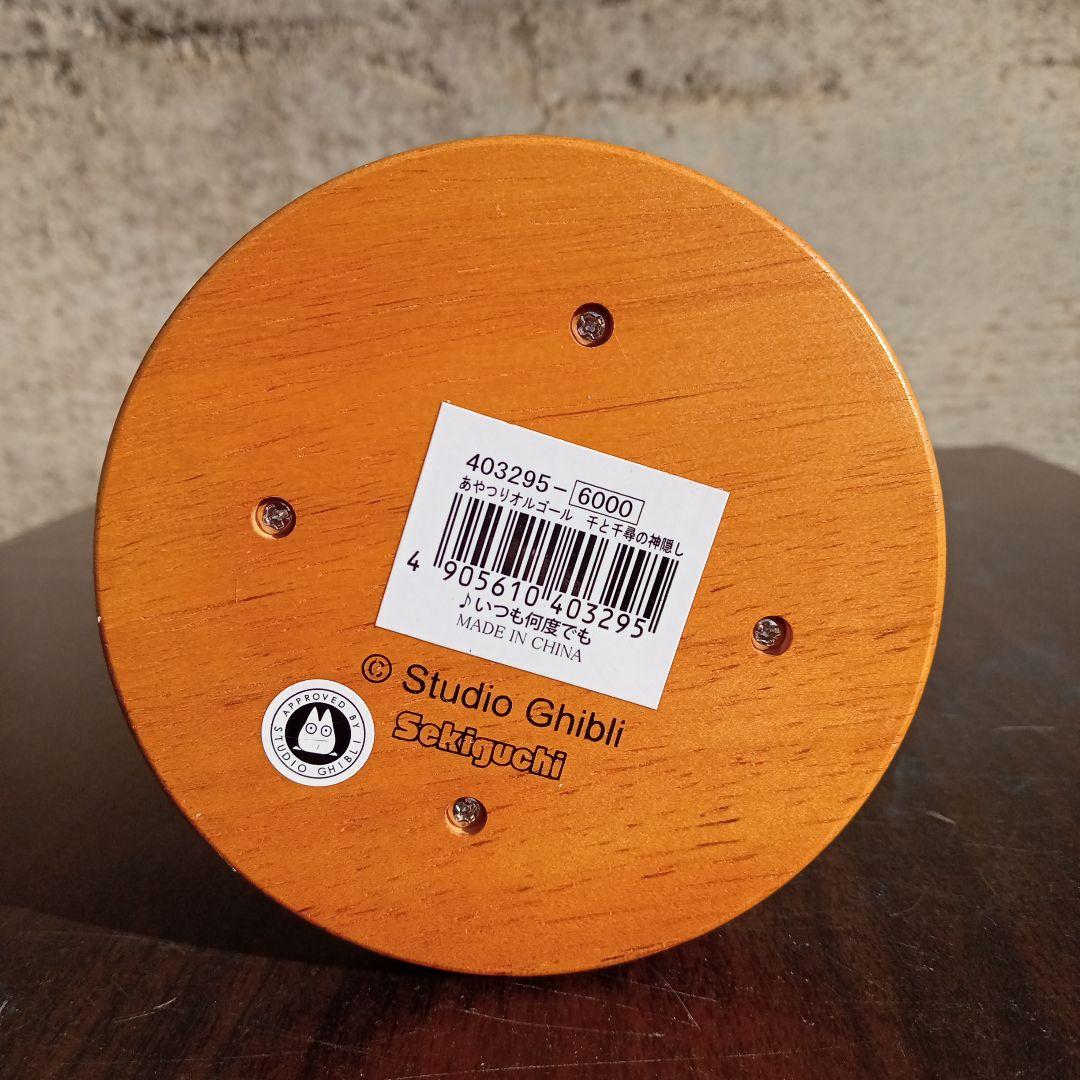 403295-6000
あやつりオルゴール 千と千尋の神隠し
4 905610 403295
♪いつも何度でも
MADE IN CHINA
© Studio Ghibli
Sekiguchi
APPROVED BY
STUDIO GHIBLI